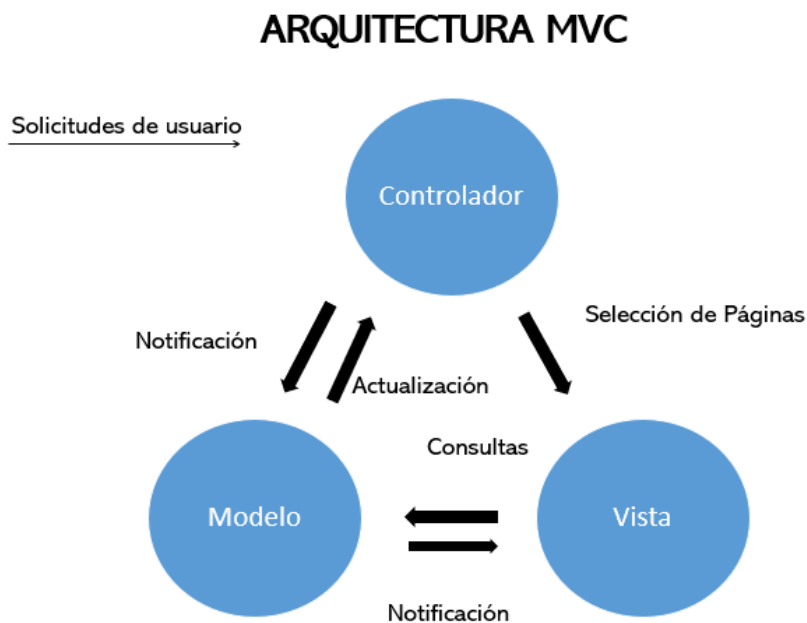 ARQUITECTURA MVC
Solicitudes de usuario
Controlador
Selección de Páginas
Notificación
Actualización
Consultas
Modelo
Vista
Notificación